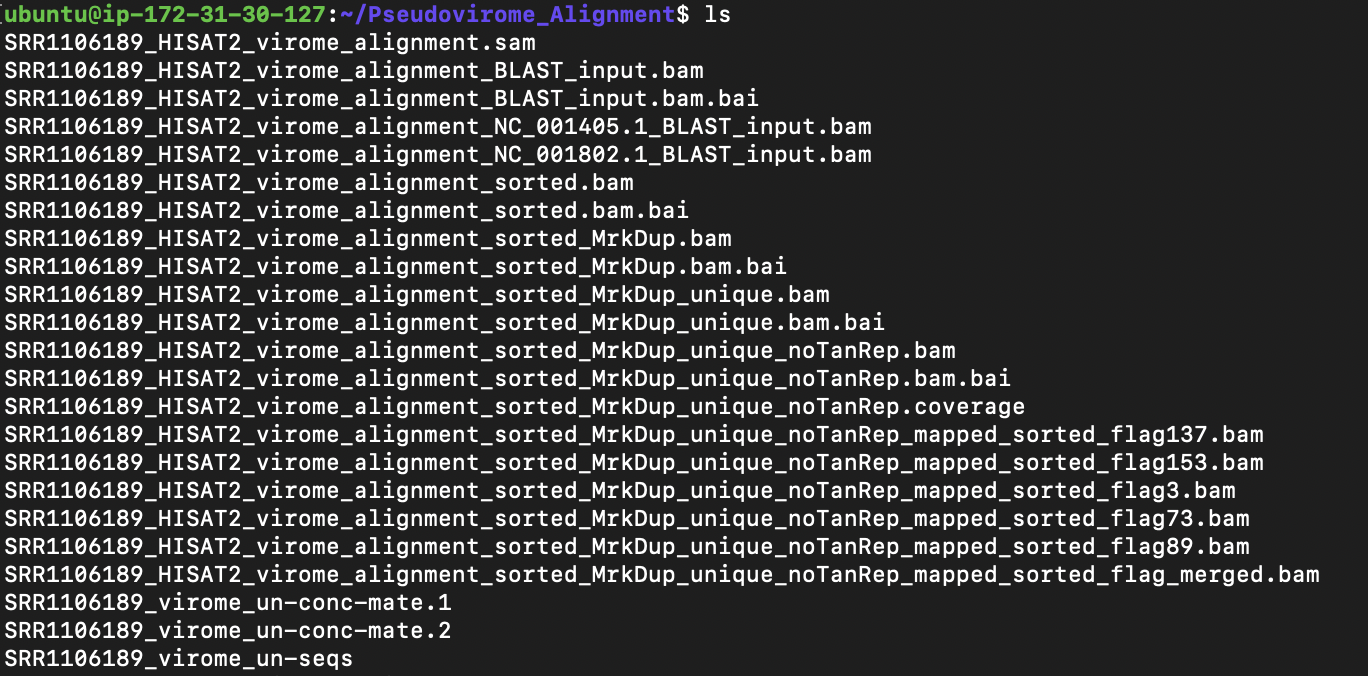 ubuntu@ip-172-31-30-127:~/Pseudovirome_Alignment$ ls
SRR1106189_HISAT2_virome_alignment.sam
SRR1106189_HISAT2_virome_alignment_BLAST_input.bam
SRR1106189_HISAT2_virome_alignment_BLAST_input.bam.bai
SRR1106189_HISAT2_virome_alignment_NC_001405.1_BLAST_input.bam
SRR1106189_HISAT2_virome_alignment_NC_001802.1_BLAST_input.bam
SRR1106189_HISAT2_virome_alignment_sorted.bam
SRR1106189_HISAT2_virome_alignment_sorted.bam.bai
SRR1106189_HISAT2_virome_alignment_sorted_MrkDup.bam
SRR1106189_HISAT2_virome_alignment_sorted_MrkDup.bam.bai
SRR1106189_HISAT2_virome_alignment_sorted_MrkDup_unique.bam
SRR1106189_HISAT2_virome_alignment_sorted_MrkDup_unique.bam.bai
SRR1106189_HISAT2_virome_alignment_sorted_MrkDup_unique_noTanRep.bam
SRR1106189_HISAT2_virome_alignment_sorted_MrkDup_unique_noTanRep.bam.bai
SRR1106189_HISAT2_virome_alignment_sorted_MrkDup_unique_noTanRep.coverage
SRR1106189_HISAT2_virome_alignment_sorted_MrkDup_unique_noTanRep_mapped_sorted_flag137.bam
SRR1106189_HISAT2_virome_alignment_sorted_MrkDup_unique_noTanRep_mapped_sorted_flag153.bam
SRR1106189_HISAT2_virome_alignment_sorted_MrkDup_unique_noTanRep_mapped_sorted_flag3.bam
SRR1106189_HISAT2_virome_alignment_sorted_MrkDup_unique_noTanRep_mapped_sorted_flag73.bam
SRR1106189_HISAT2_virome_alignment_sorted_MrkDup_unique_noTanRep_mapped_sorted_flag89.bam
SRR1106189_HISAT2_virome_alignment_sorted_MrkDup_unique_noTanRep_mapped_sorted_flag_merged.bam
SRR1106189_virome_un-conc-mate.1
SRR1106189_virome_un-conc-mate.2
SRR1106189_virome_un-seqs